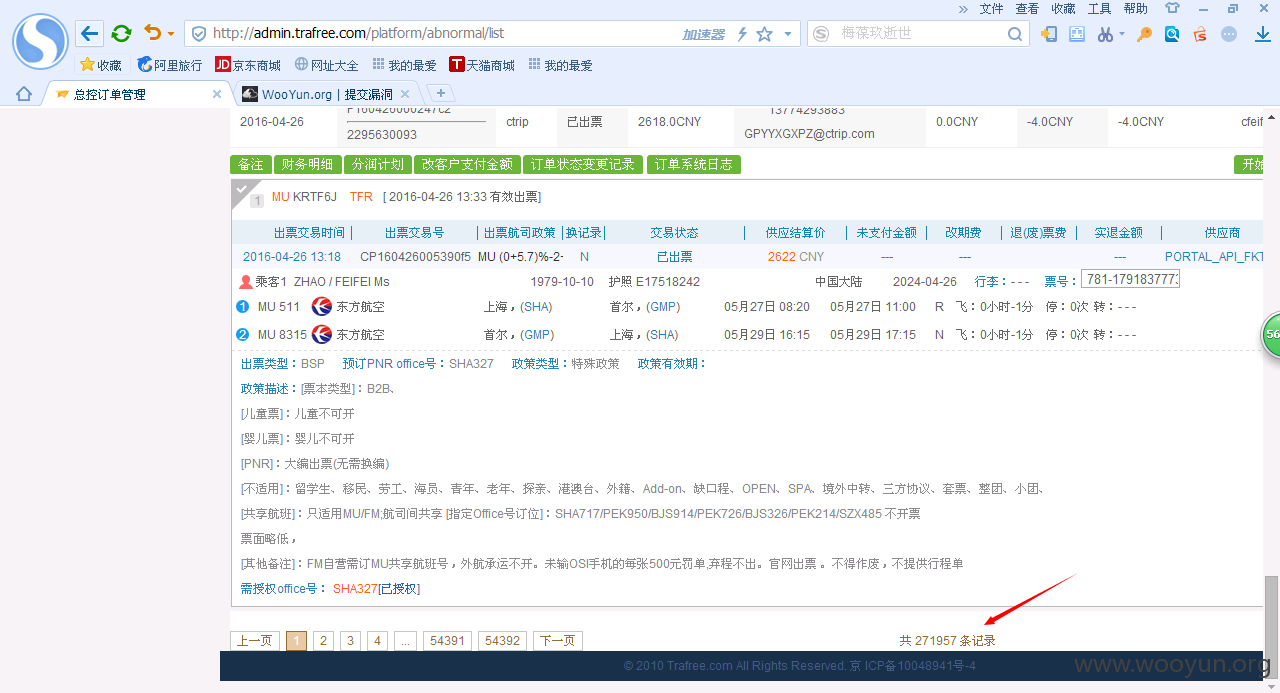 » 文件 查看 收藏 工具 帮助
http://admin.trafree.com/platform/abnormal/list 加速器 梅葆玖逝世
收藏 阿里旅行 JD 京东商城 网址大全 我的最爱 T 天猫商城 我的最爱
总控订单管理 × WooYun.org | 提交漏洞 × +
F160426000247c2 13774293883
2016-04-26 ctrip 已出票 2618.0CNY 0.0CNY -4.0CNY -4.0CNY cfeif
2295630093 GPYYXGXPZ@ctrip.com
备注 财务明细 分润计划 改客户支付金额 订单状态变更记录 订单系统日志 开始
1 MU KRTF6J TFR [ 2016-04-26 13:33 有效出票]
出票交易时间 | 出票交易号 | 出票航司政策 |换记录| 交易状态 | 供应结算价 | 未支付金额 | 改期费 | 退(废)票费 | 实退金额 | 供应商
2016-04-26 13:18 CP160426005390f5 MU (0+5.7)%-2- N 已出票 2622 CNY --- --- --- PORTAL_API_FKT
乘客1 ZHAO / FEIFEI Ms 1979-10-10 护照 E17518242 中国大陆 2024-04-26 行李：--- 票号： 781-1791837773
1 MU 511 东方航空 上海，(SHA) 首尔，(GMP) 05月27日 08:20 05月27日 11:00 R 飞：0小时-1分 停：0次 转：---
2 MU 8315 东方航空 首尔，(GMP) 上海，(SHA) 05月29日 16:15 05月29日 17:15 N 飞：0小时-1分 停：0次 转：---
56
出票类型：BSP 预订PNR office号：SHA327 政策类型：特殊政策 政策有效期：
政策描述：[票本类型]：B2B、
[儿童票]：儿童不可开
[婴儿票]：婴儿不可开
[PNR]：大编出票(无需换编)
[不适用]：留学生、移民、劳工、海员、青年、老年、探亲、港澳台、外籍、Add-on、缺口程、OPEN、SPA、境外中转、三方协议、套票、整团、小团、
[共享航班]：只适用MU/FM;航司间共享 [指定Office号订位]：SHA717/PEK950/BJS914/PEK726/BJS326/PEK214/SZX485 不开票
票面略低，
[其他备注]：FM自营需订MU共享航班号，外航承运不开。未输OSI手机的每张500元罚单,弃程不出。官网出票 。不得作废，不提供行程单
需授权office号： SHA327[已授权]
上一页 1 2 3 4 ... 54391 54392 下一页 共 271957 条记录
© 2010 Trafree.com All Rights Reserved. 京 ICP备10048941号-4
www.wooyun.org